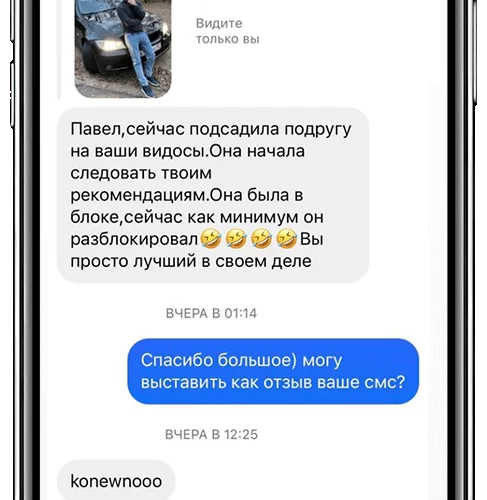 Видите
только вы
Павел,сейчас подсадила подругу
на ваши видосы.Она начала
следовать твоим
рекомендациям.Она была в
блоке,сейчас как минимум он
разблокировал🤣🤣🤣🤣Вы
просто лучший в своем деле
ВЧЕРА В 01:14
Спасибо большое) могу
выставить как отзыв ваше смс?
ВЧЕРА В 12:25
konewnooo